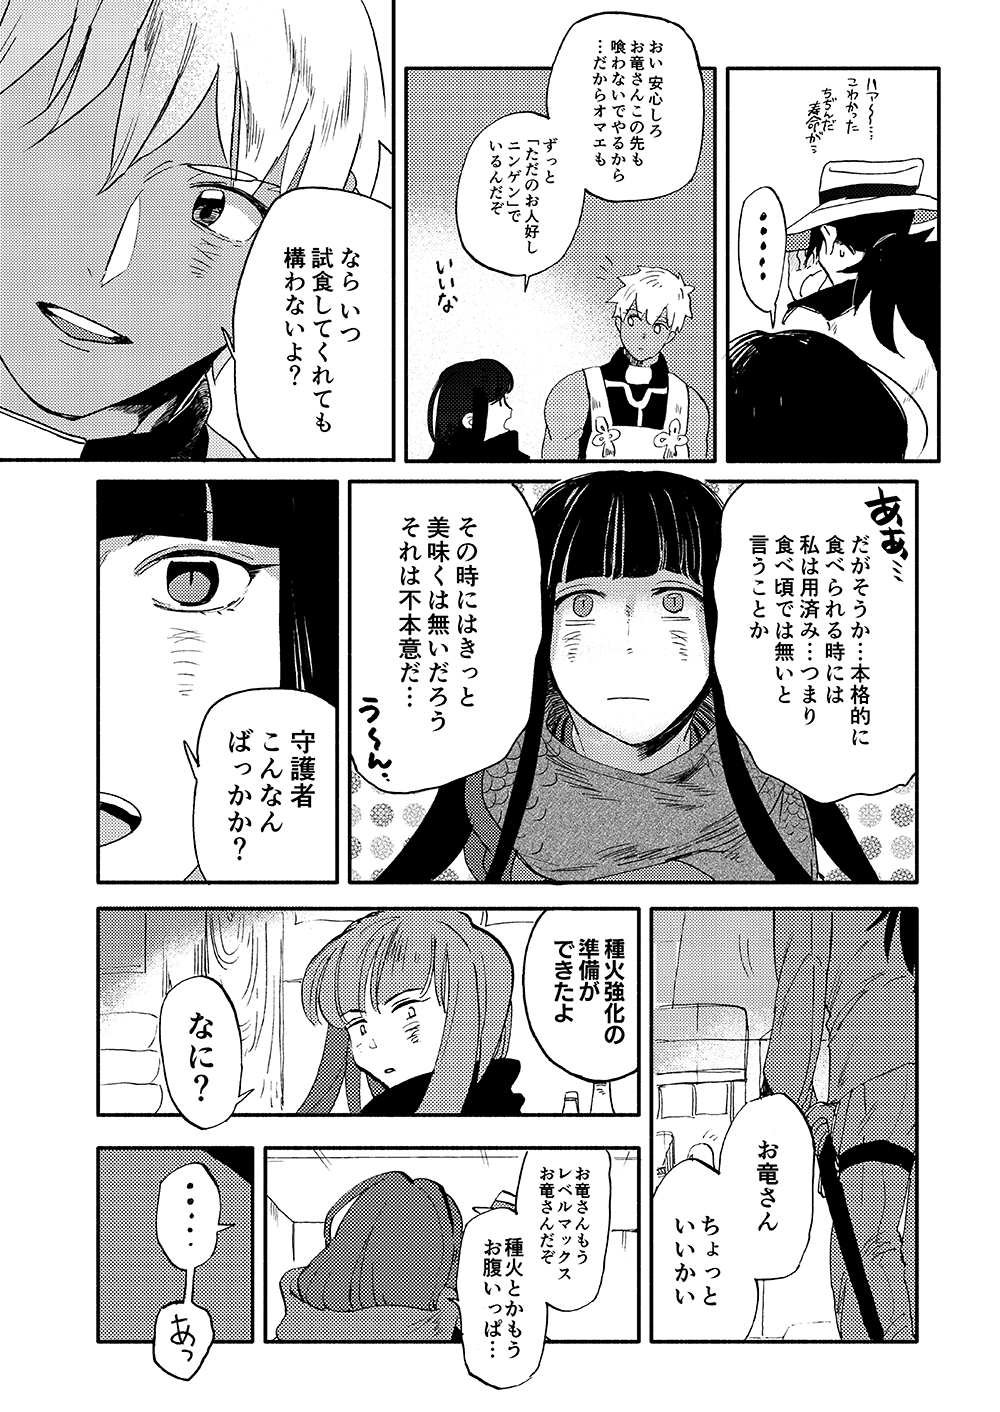 ハァ〜〜…
こわかった
ちぢんだ
寿命が…
・・・・・
おい 安心しろ
お竜さんこの先も
喰わないでやるから
…だからオマエも
ずっと
「ただのお人好し
ニンゲン」で
いるんだぞ
いいな
なら いつ
試食してくれても
構わないよ？
ああ、…
だがそうか…本格的に
食べられる時には
私は用済み…つまり
食べ頃では無いと
言うことか
その時にはきっと
美味くは無いだろう
それは不本意だ…
う〜〜ん、
守護者
こんなん
ばっかか？
お竜さん
ちょっと
いいかい
種火強化の
準備が
できたよ
なに？
お竜さんもう
レベルマックス
お竜さんだぞ
種火とかもう
お腹いっぱ…
・・・・
あっ